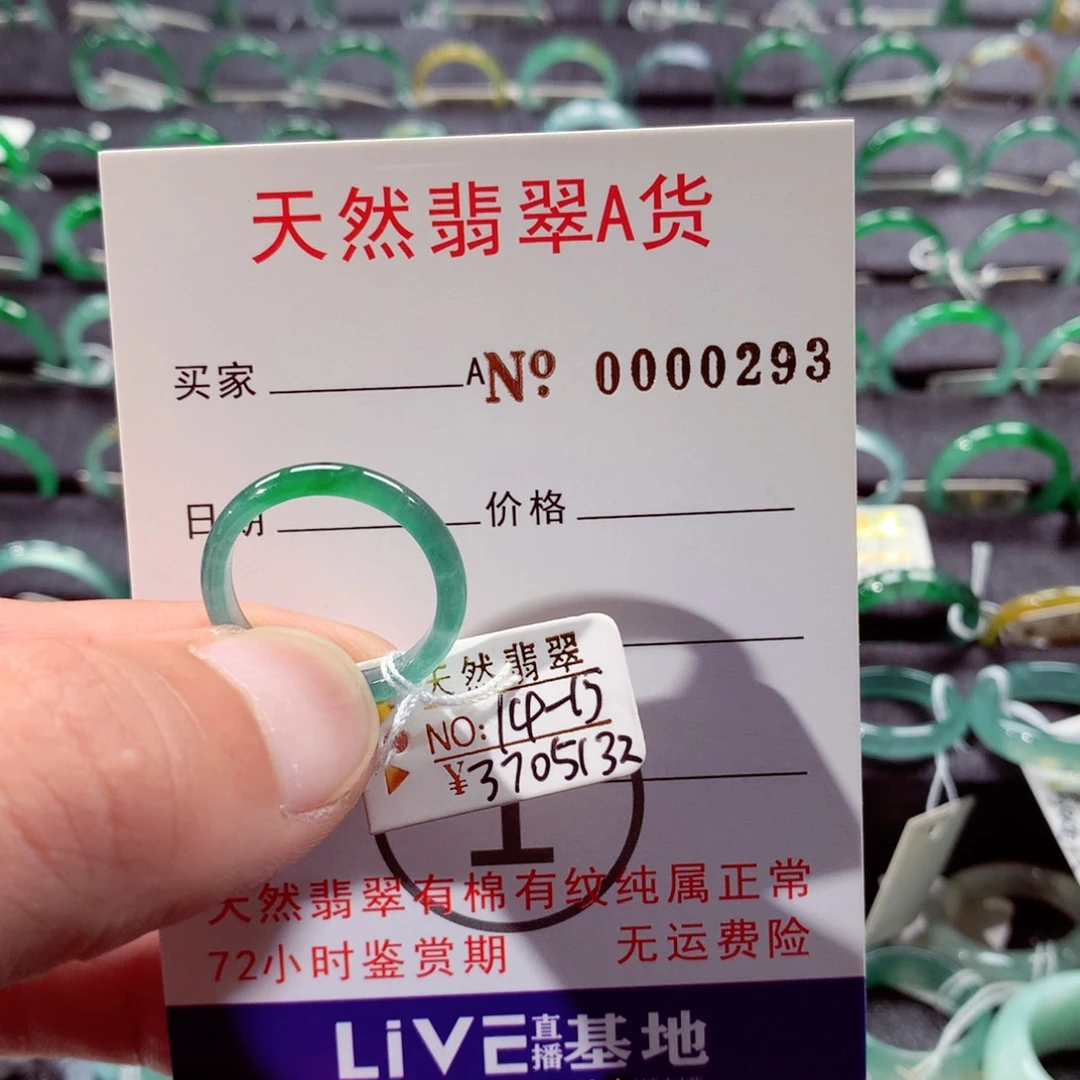 天然翡翠A货
买家 A№ 0000293
日期 价格
天然翡翠
NO: 14-15
¥3705132
天然翡翠有棉有纹纯属正常
72小时鉴赏期 无运费险
LiVE直播基地